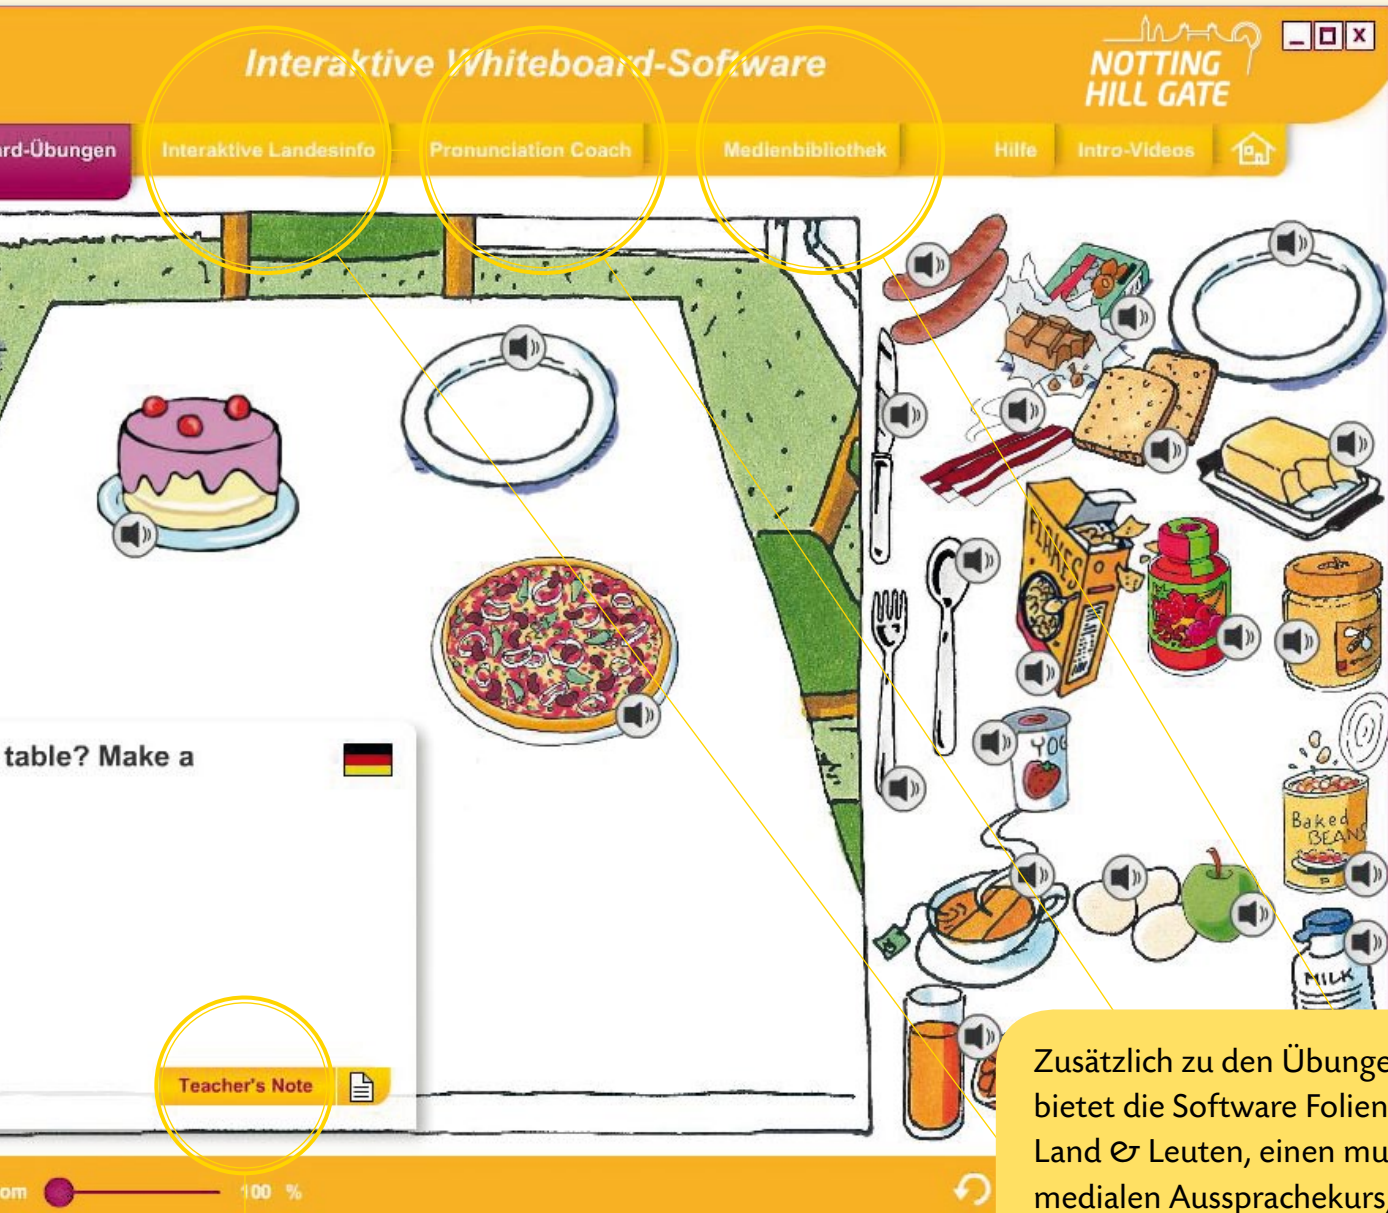 Interaktive Whiteboard-Software
NOTTING
HILL GATE
rd-Übungen
Interaktive Landesinfo
Pronunciation Coach
Medienbibliothek
Hilfe
Intro-Videos
FLAKES
YOG
Baked
BEANS
MILK
table? Make a
Teacher's Note
om
100 %
Zusätzlich zu den Übunge
bietet die Software Folien
Land & Leuten, einen mu
medialen Aussprachekurs,